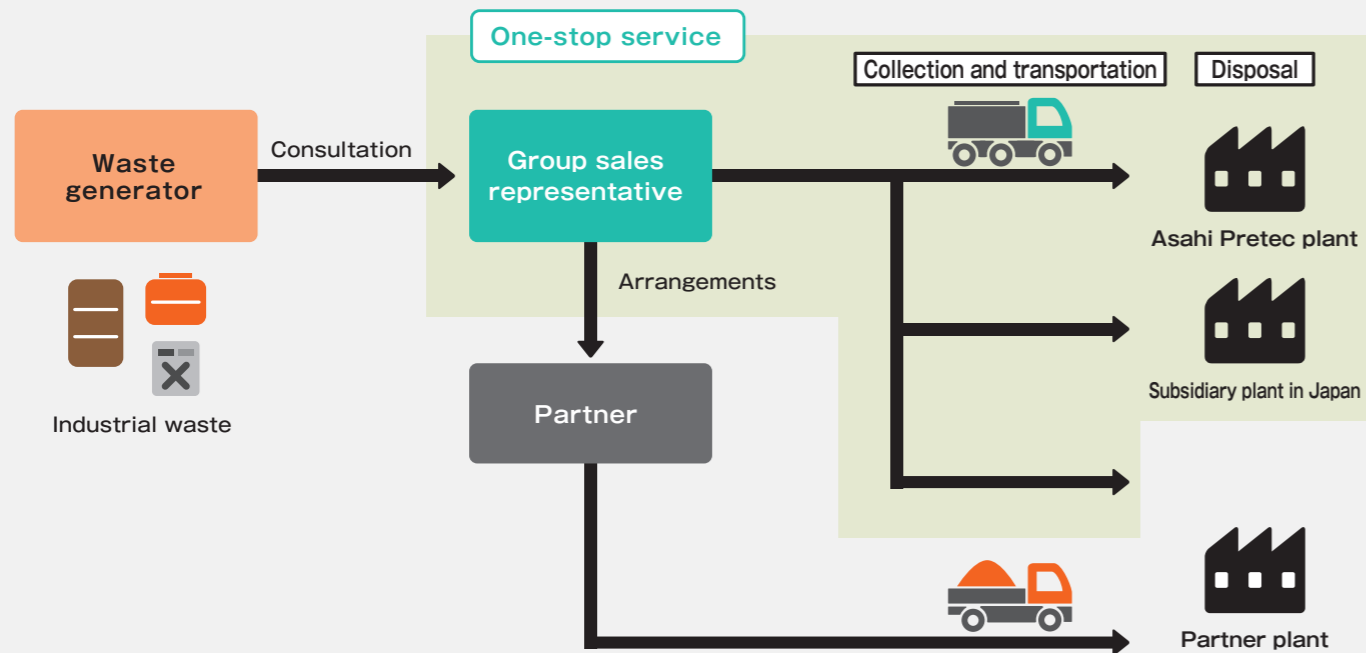 One-stop service
Collection and transportation
Disposal
Waste
generator
Consultation
Group sales
representative
Asahi Pretec plant
Arrangements
Industrial waste
Partner
Subsidiary plant in Japan
Partner plant